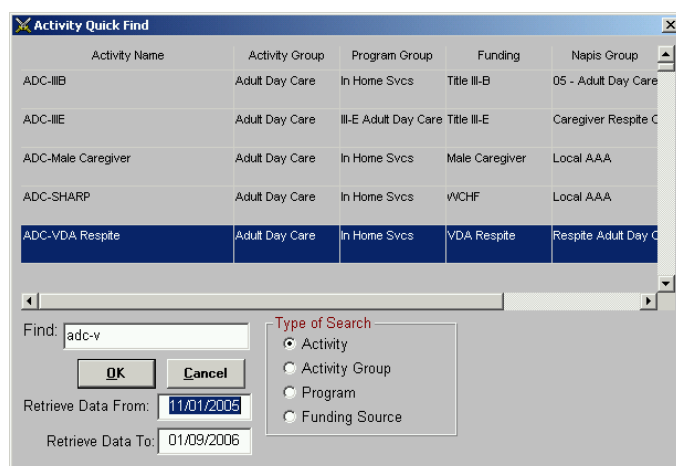 Activity Quick Find
Activity Name Activity Group Program Group Funding Napis Group
ADC-IIIB Adult Day Care In Home Svcs Title III-B 05 - Adult Day Care
ADC-IIIE Adult Day Care III-E Adult Day Care Title III-E Caregiver Respite C
ADC-Male Caregiver Adult Day Care In Home Svcs Male Caregiver Local AAA
ADC-SHARP Adult Day Care In Home Svcs WCHF Local AAA
ADC-VDA Respite Adult Day Care In Home Svcs VDA Respite Respite Adult Day C
Find: adc-v
OK Cancel
Retrieve Data From: 11/01/2005
Retrieve Data To: 01/09/2006
Type of Search
Activity
Activity Group
Program
Funding Source